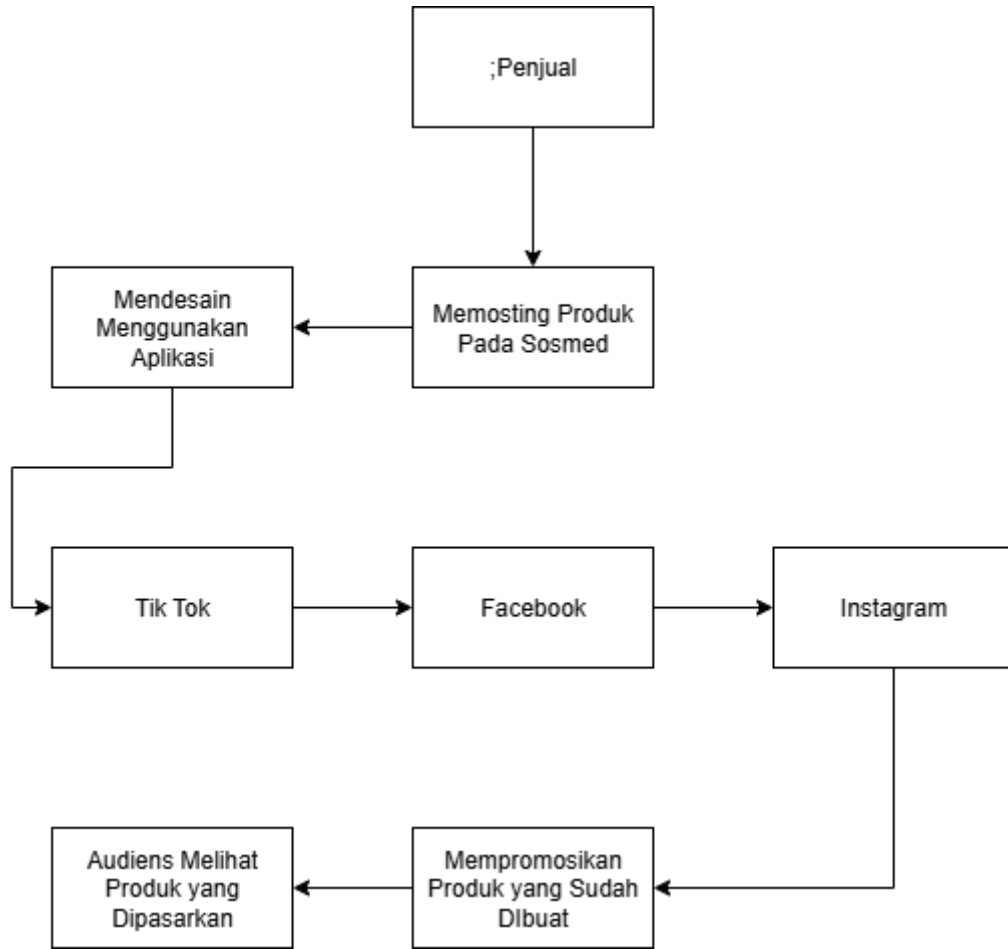 ;Penjual
Memosting Produk
Pada Sosmed
Mendesain
Menggunakan
Aplikasi
Tik Tok
Facebook
Instagram
Mempromosikan
Produk yang Sudah
DIbuat
Audiens Melihat
Produk yang
Dipasarkan